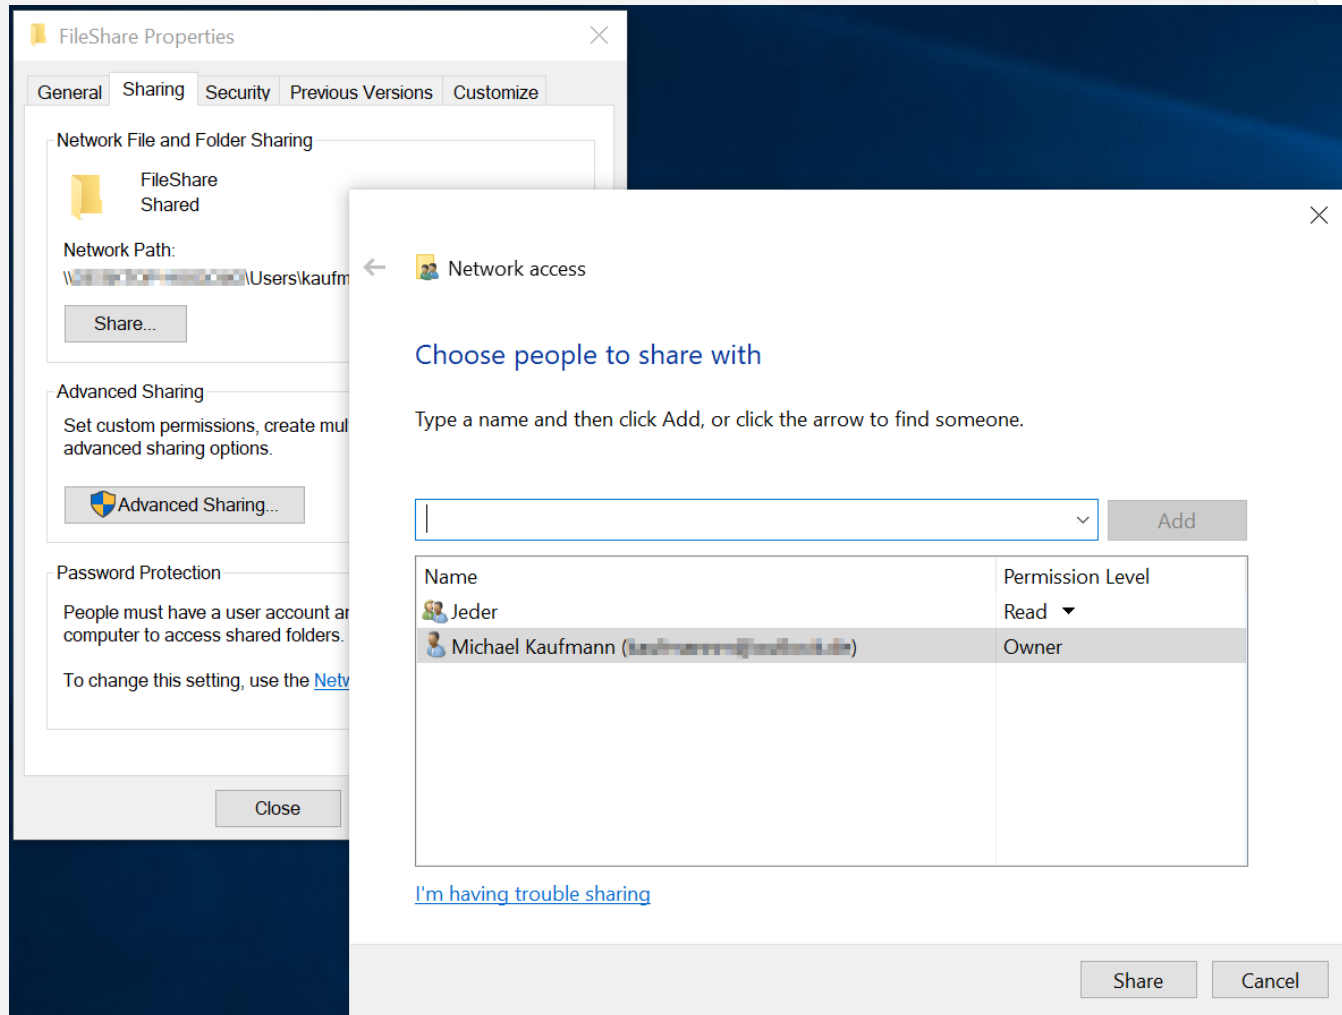 FileShare Properties
General Sharing Security Previous Versions Customize
Network File and Folder Sharing
FileShare
Shared
Network Path:
\\ \Users\kaufm
Share...
Advanced Sharing
Set custom permissions, create mul
advanced sharing options.
Advanced Sharing...
Password Protection
People must have a user account ar
computer to access shared folders.
To change this setting, use the Netw
Close
Network access
Choose people to share with
Type a name and then click Add, or click the arrow to find someone.
Add
Name Permission Level
Jeder Read
Michael Kaufmann ( ) Owner
I'm having trouble sharing
Share Cancel